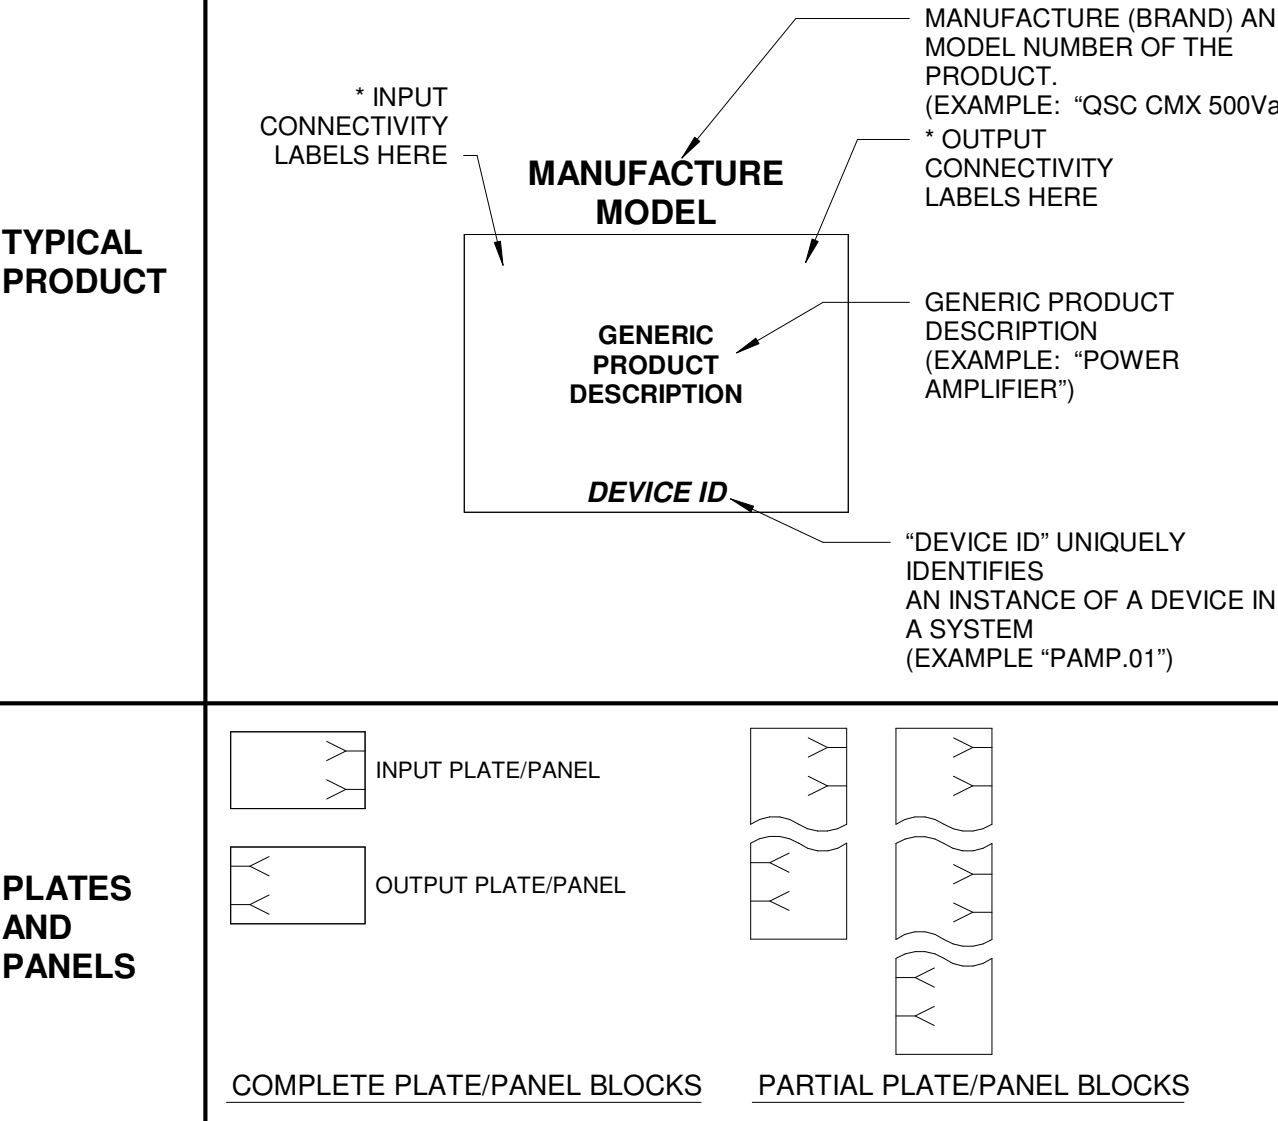 TYPICAL
PRODUCT
* INPUT
CONNECTIVITY
LABELS HERE
MANUFACTURE
MODEL
GENERIC
PRODUCT
DESCRIPTION
DEVICE ID
MANUFACTURE (BRAND) AN
MODEL NUMBER OF THE
PRODUCT.
(EXAMPLE: “QSC CMX 500Va
* OUTPUT
CONNECTIVITY
LABELS HERE
GENERIC PRODUCT
DESCRIPTION
(EXAMPLE: “POWER
AMPLIFIER”)
“DEVICE ID” UNIQUELY
IDENTIFIES
AN INSTANCE OF A DEVICE IN
A SYSTEM
(EXAMPLE “PAMP.01”)
PLATES
AND
PANELS
INPUT PLATE/PANEL
OUTPUT PLATE/PANEL
COMPLETE PLATE/PANEL BLOCKS
PARTIAL PLATE/PANEL BLOCKS